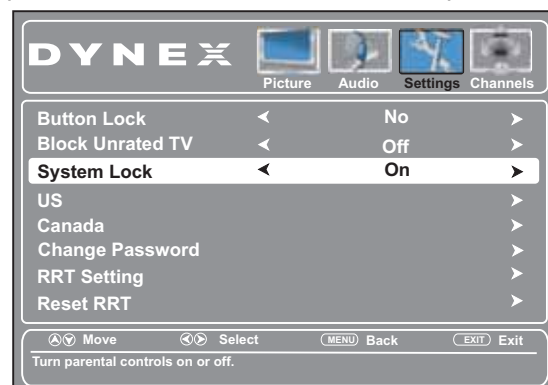 DYNEX
Picture Audio Settings Channels
Button Lock No
Block Unrated TV Off
System Lock On
US
Canada
Change Password
RRT Setting
Reset RRT
Move Select MENU Back EXIT Exit
Turn parental controls on or off.